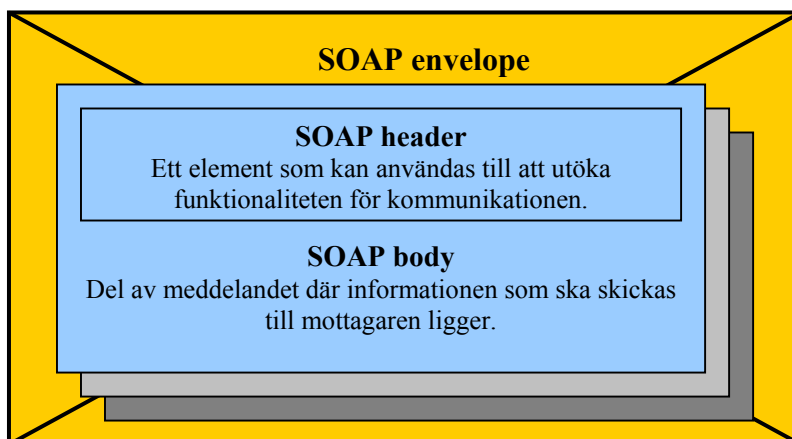 SOAP envelope
SOAP header
Ett element som kan användas till att utöka
funktionaliteten för kommunikationen.
SOAP body
Del av meddelandet där informationen som ska skickas
till mottagaren ligger.